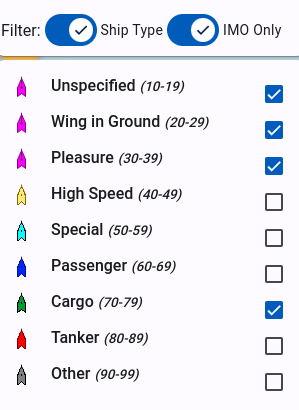 Filter: Ship Type IMO Only
Unspecified (10-19)
Wing in Ground (20-29)
Pleasure (30-39)
High Speed (40-49)
Special (50-59)
Passenger (60-69)
Cargo (70-79)
Tanker (80-89)
Other (90-99)